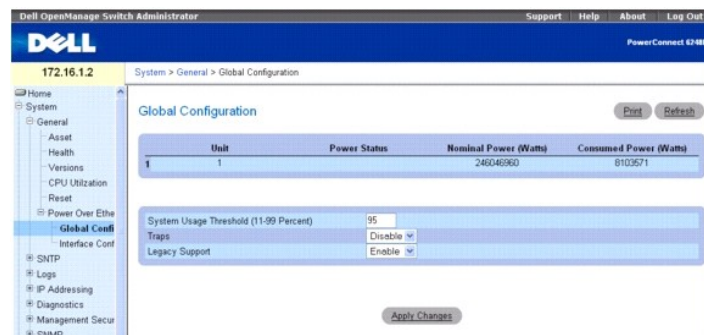 Dell OpenManage Switch Administrator
Support Help About Log Out
DELL
PowerConnect
172.16.1.2
System > General > Global Configuration
Home
System
General
Asset
Health
Versions
CPU Utilization
Reset
Power Over Ethe
Global Confi
Interface Conf
SNTP
Logs
IP Addressing
Diagnostics
Management Secur
SNMP
Global Configuration
Print Refresh
Unit Power Status Nominal Power (Watts) Consumed Power (Watts)
1 1 246046960 8103571
System Usage Threshold (11-99 Percent) 95
Traps Disable
Legacy Support Enable
Apply Changes